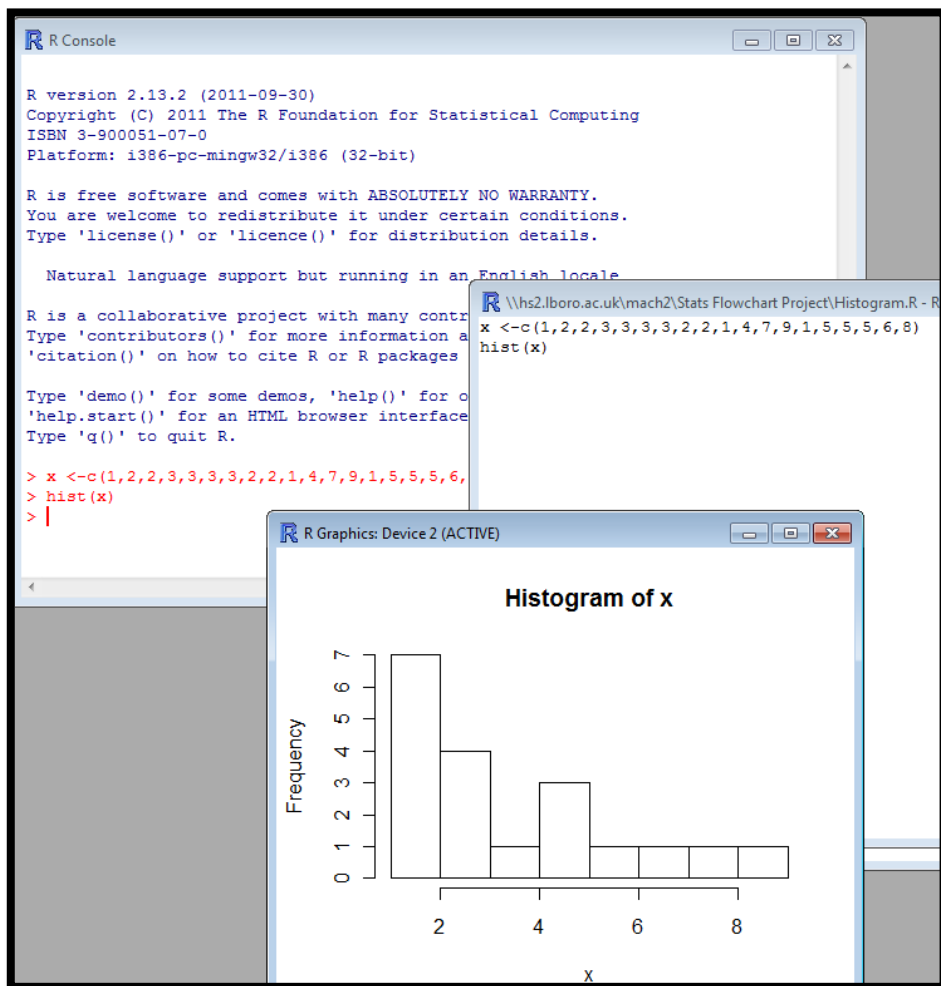 R Console
R version 2.13.2 (2011-09-30)
Copyright (C) 2011 The R Foundation for Statistical Computing
ISBN 3-900051-07-0
Platform: i386-pc-mingw32/i386 (32-bit)
R is free software and comes with ABSOLUTELY NO WARRANTY.
You are welcome to redistribute it under certain conditions.
Type 'license()' or 'licence()' for distribution details.
Natural language support but running in an English locale
R is a collaborative project with many contr
Type 'contributors()' for more information a
'citation()' on how to cite R or R packages
Type 'demo()' for some demos, 'help()' for o
'help.start()' for an HTML browser interface
Type 'q()' to quit R.
> x <-c(1,2,2,3,3,3,3,2,2,1,4,7,9,1,5,5,5,6,
> hist(x)
>
\\hs2.lboro.ac.uk\mach2\Stats Flowchart Project\Histogram.R - R
x <-c(1,2,2,3,3,3,3,2,2,1,4,7,9,1,5,5,5,6,8)
hist(x)
R Graphics: Device 2 (ACTIVE)
Histogram of x
Frequency
7
6
5
4
3
2
1
0
2 4 6 8
x